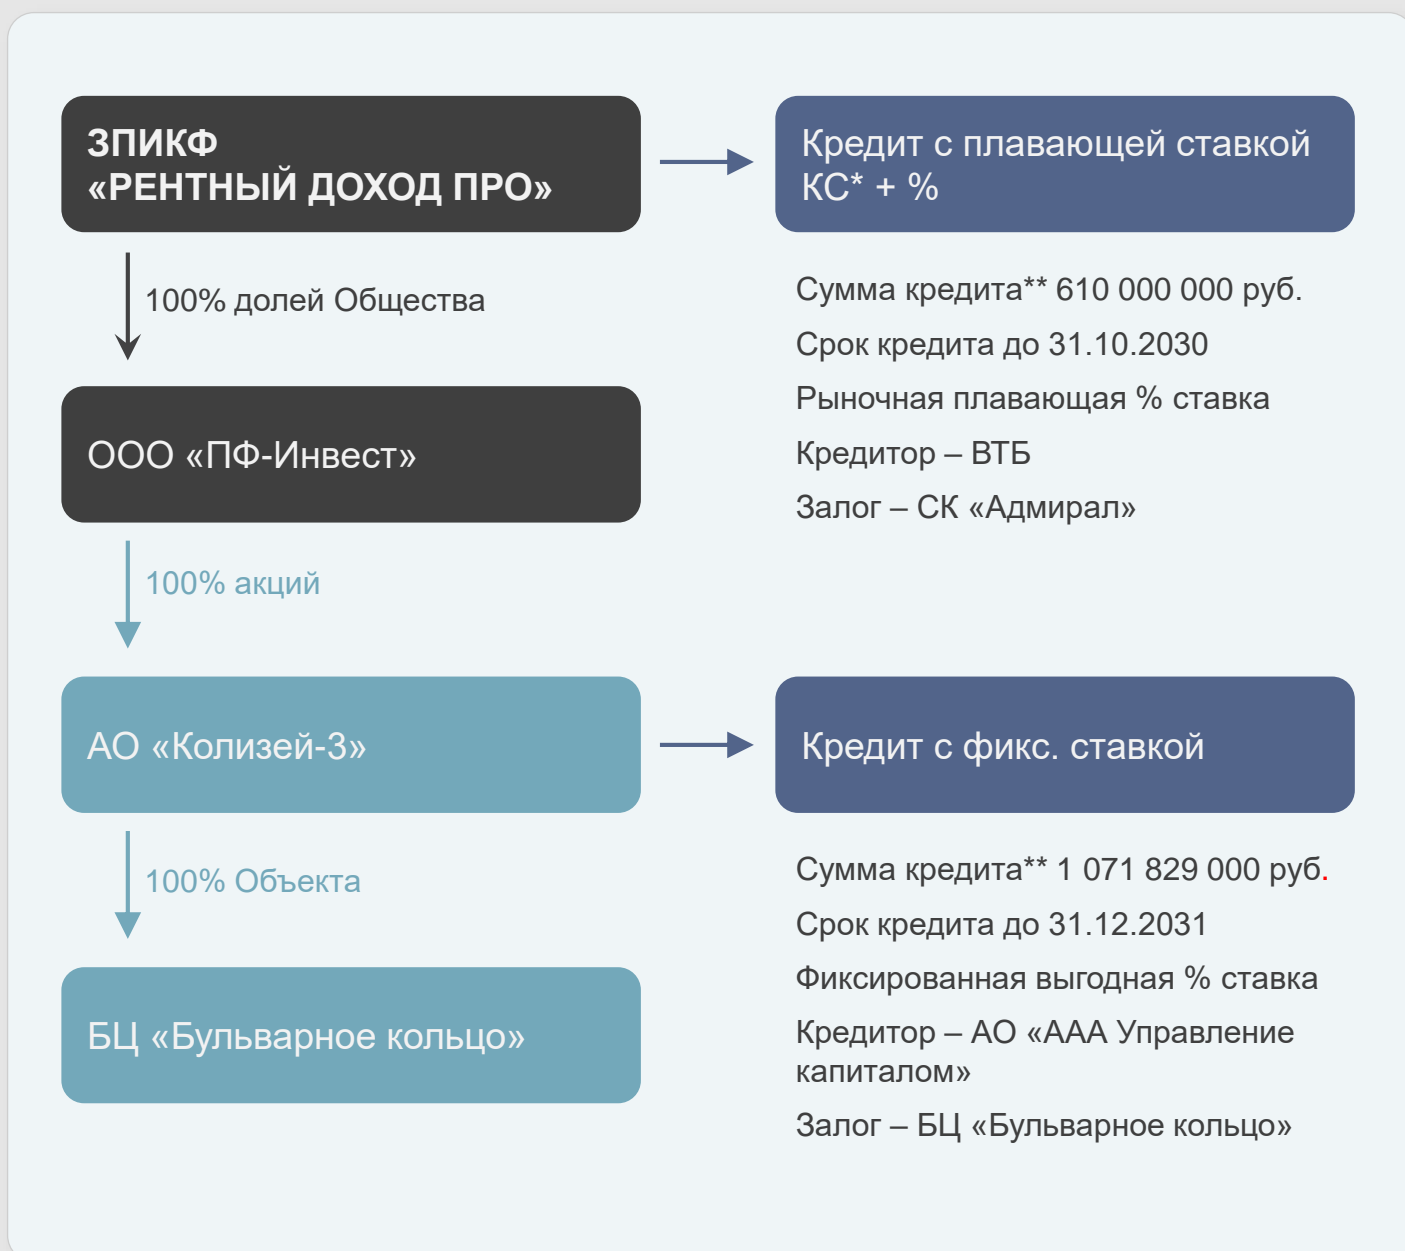 ЗПИКФ
«РЕНТНЫЙ ДОХОД ПРО»
Кредит с плавающей ставкой
КС* + %
100% долей Общества
Сумма кредита** 610 000 000 руб.
Срок кредита до 31.10.2030
Рыночная плавающая % ставка
Кредитор – ВТБ
Залог – СК «Адмирал»
ООО «ПФ-Инвест»
100% акций
АО «Колизей-3»
Кредит с фикс. ставкой
100% Объекта
Сумма кредита** 1 071 829 000 руб.
Срок кредита до 31.12.2031
Фиксированная выгодная % ставка
Кредитор – АО «ААА Управление
капиталом»
Залог – БЦ «Бульварное кольцо»
БЦ «Бульварное кольцо»